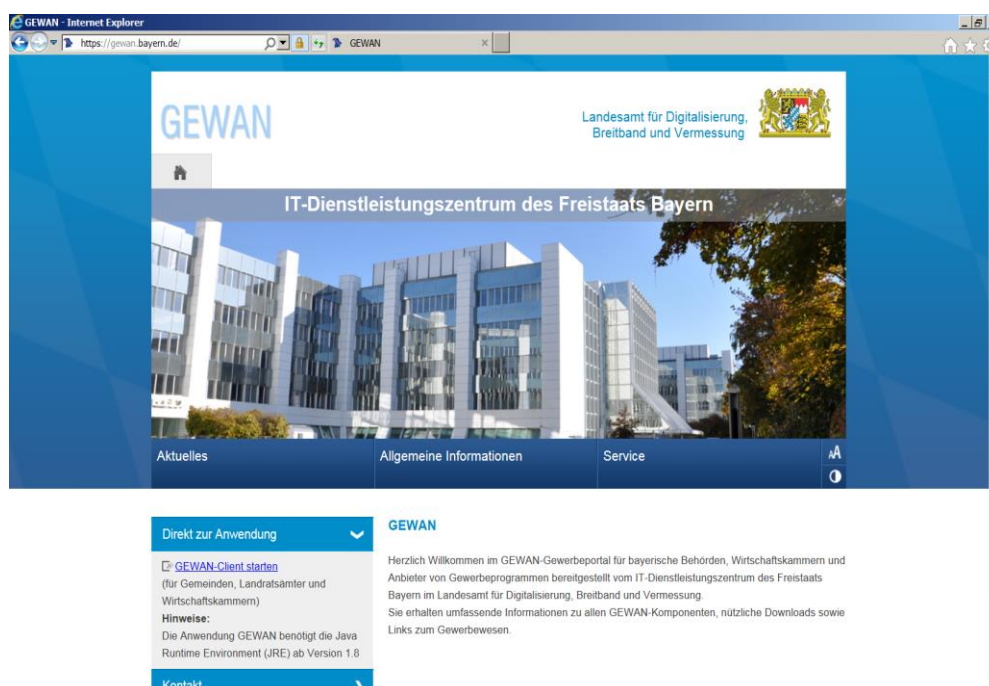 GEWAN - Internet Explorer
https://gewan.bayern.de/
GEWAN
GEWAN
Landesamt für Digitalisierung,
Breitband und Vermessung
IT-Dienstleistungszentrum des Freistaats Bayern
Aktuelles
Allgemeine Informationen
Service
AA
Direkt zur Anwendung
GEWAN-Client starten
(für Gemeinden, Landratsämter und
Wirtschaftskammern)
Hinweise:
Die Anwendung GEWAN benötigt die Java
Runtime Environment (JRE) ab Version 1.8
Kontakt
GEWAN
Herzlich Willkommen im GEWAN-Gewerbeportal für bayerische Behörden, Wirtschaftskammern und
Anbieter von Gewerbeprogrammen bereitgestellt vom IT-Dienstleistungszentrum des Freistaats
Bayern im Landesamt für Digitalisierung, Breitband und Vermessung.
Sie erhalten umfassende Informationen zu allen GEWAN-Komponenten, nützliche Downloads sowie
Links zum Gewerbewesen.